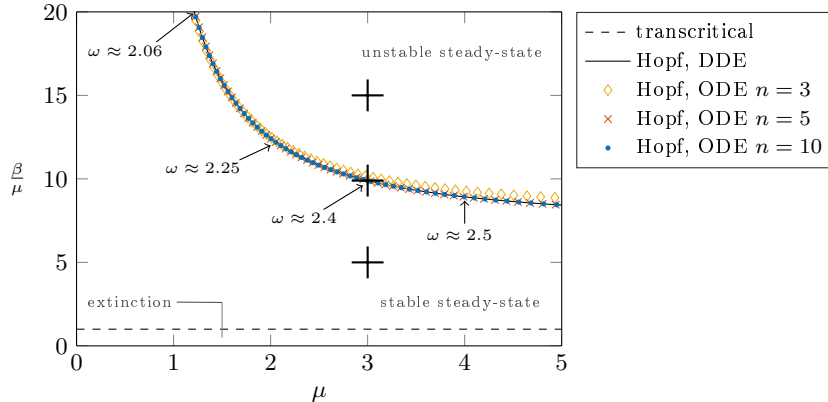 20
15
10
5
0
β/μ
unstable steady-state
ω ≈ 2.06
ω ≈ 2.25
ω ≈ 2.4
ω ≈ 2.5
extinction
stable steady-state
0 1 2 3 4 5
μ
transcritical
Hopf, DDE
Hopf, ODE n = 3
Hopf, ODE n = 5
Hopf, ODE n = 10